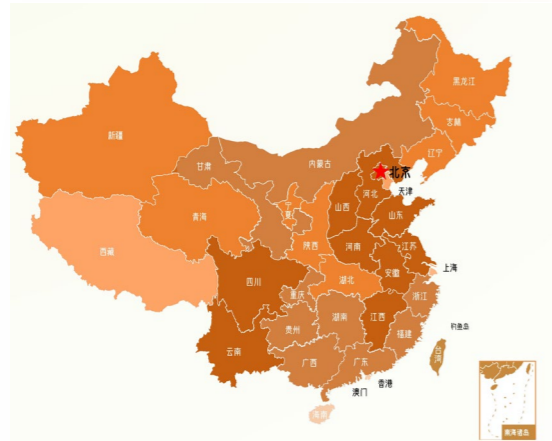 黑龙江
吉林
辽宁
新疆
内蒙古
甘肃
北京
天津
河北
山西
山东
宁夏
青海
陕西
河南
江苏
西藏
安徽
上海
四川
湖北
重庆
浙江
湖南
江西
贵州
福建
云南
钓鱼岛
台湾
广西
广东
香港
澳门
海南
南海诸岛